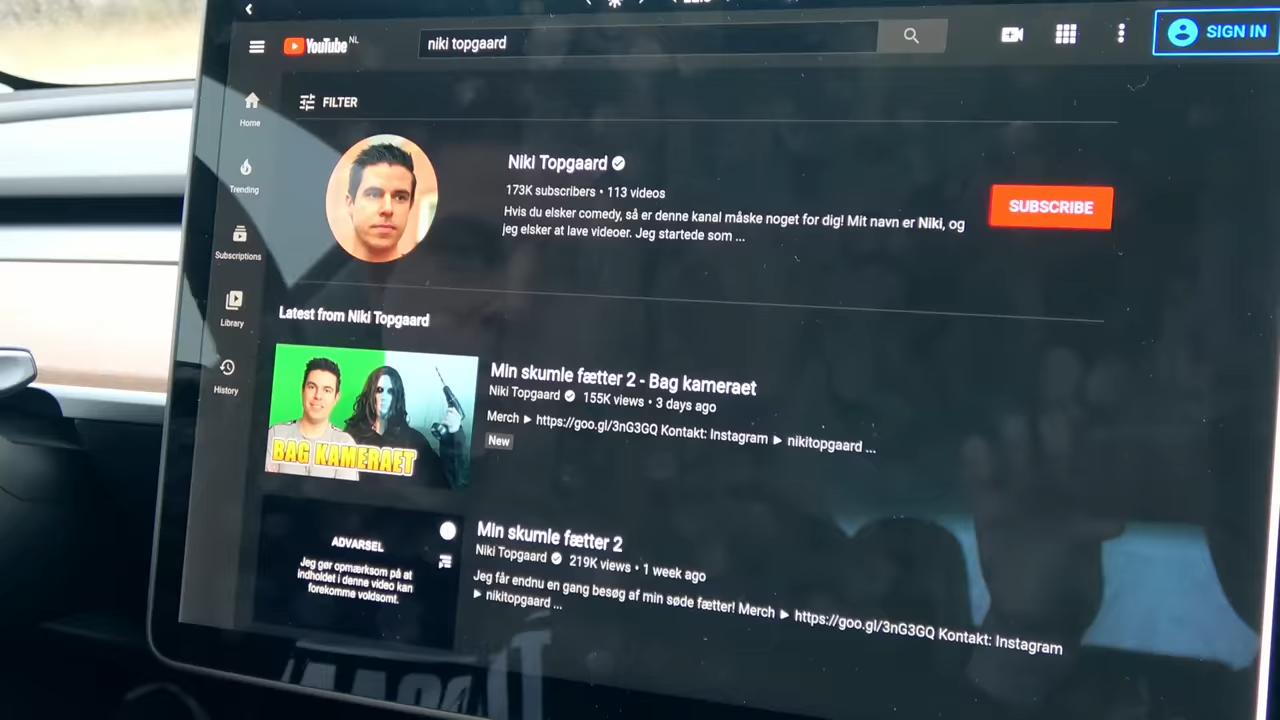 YouTube NL
niki topgaard
SIGN IN
FILTER
Home
Trending
Subscriptions
Library
History
Niki Topgaard
173K subscribers • 113 videos
Hvis du elsker comedy, så er denne kanal måske noget for dig! Mit navn er Niki, og
jeg elsker at lave videoer. Jeg startede som ...
SUBSCRIBE
Latest from Niki Topgaard
BAG KAMERAET
Min skumle fætter 2 - Bag kameraet
Niki Topgaard 155K views • 3 days ago
Merch ► https://goo.gl/3nG3GQ Kontakt: Instagram ► nikitopgaard ...
New
ADVARSEL
Jeg gør opmærksom på at
indholdet i denne video kan
forekomme voldsomt.
Min skumle fætter 2
Niki Topgaard 219K views • 1 week ago
Jeg får endnu en gang besøg af min søde fætter! Merch ► https://goo.gl/3nG3GQ Kontakt: Instagram
► nikitopgaard ...